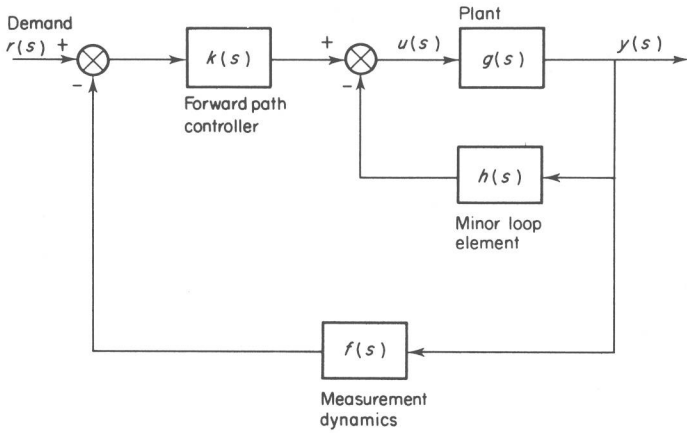 Demand
r(s) +
-
k(s)
Forward path
controller
+
-
u(s)
Plant
g(s)
y(s)
h(s)
Minor loop
element
f(s)
Measurement
dynamics